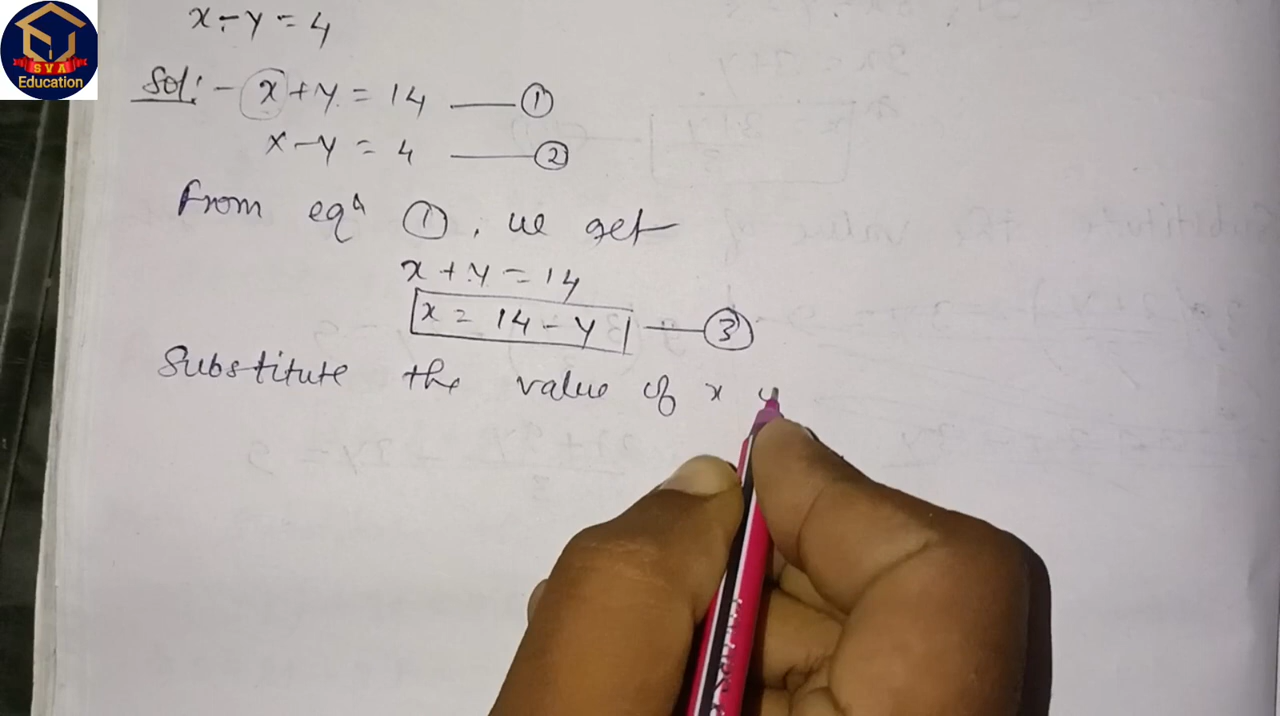 x - y = 4
SVA
Education
Sol: - x + y = 14 —— ①
x - y = 4 —— ②
From eqn ①, we get
x + y = 14
x = 14 - y —— ③
Substitute the value of x